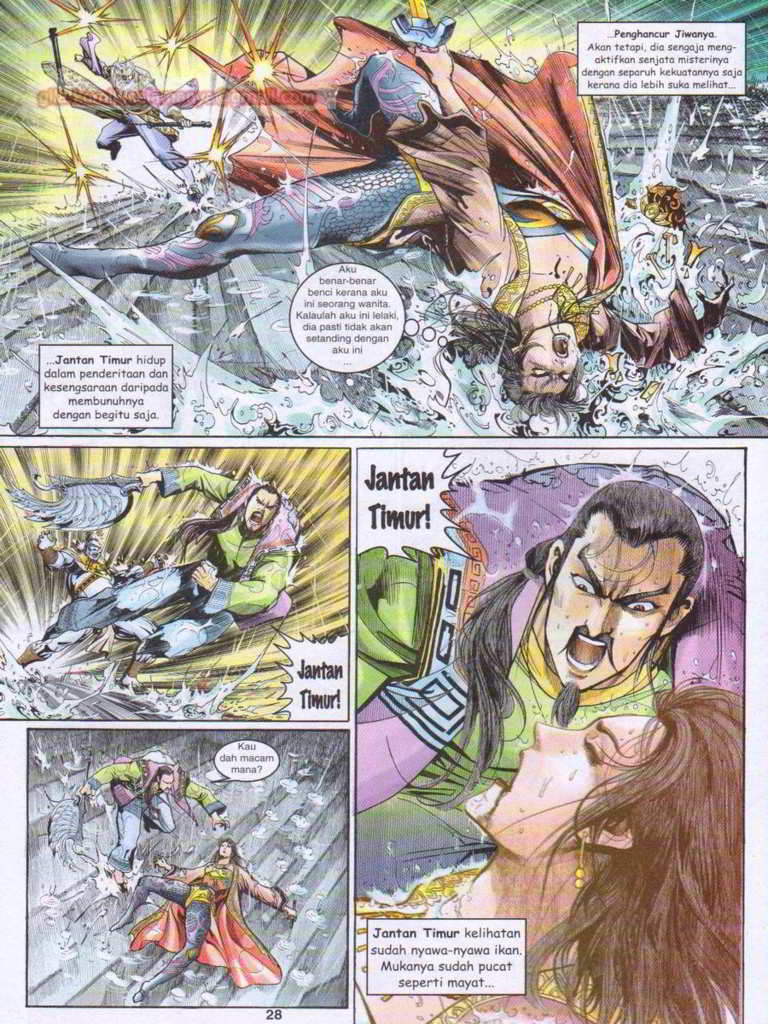 ...Penghancur Jiwanya.
Akan tetapi, dia sengaja meng-
aktifkan senjata misterinya
dengan separuh kekuatannya saja
kerana dia lebih suka melihat...
Aku
benar-benar
benci kerana aku
ini seorang wanita.
Kalaulah aku ini lelaki,
dia pasti tidak akan
setanding dengan
aku ini
...
...Jantan Timur hidup
dalam penderitaan dan
kesengsaraan daripada
membunuhnya
dengan begitu saja.
Jantan
Timur!
Jantan
Timur!
Kau
dah macam
mana?
Jantan Timur kelihatan
sudah nyawa-nyawa ikan.
Mukanya sudah pucat
seperti mayat...
28